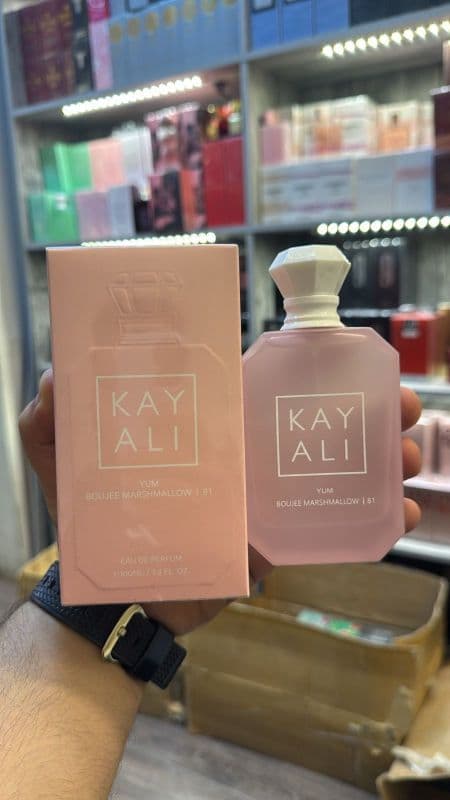 KAY
ALI
YUM
BOUJEE MARSHMALLOW | 81
EAU DE PARFUM
KAY
ALI
YUM
BOUJEE MARSHMALLOW | 81